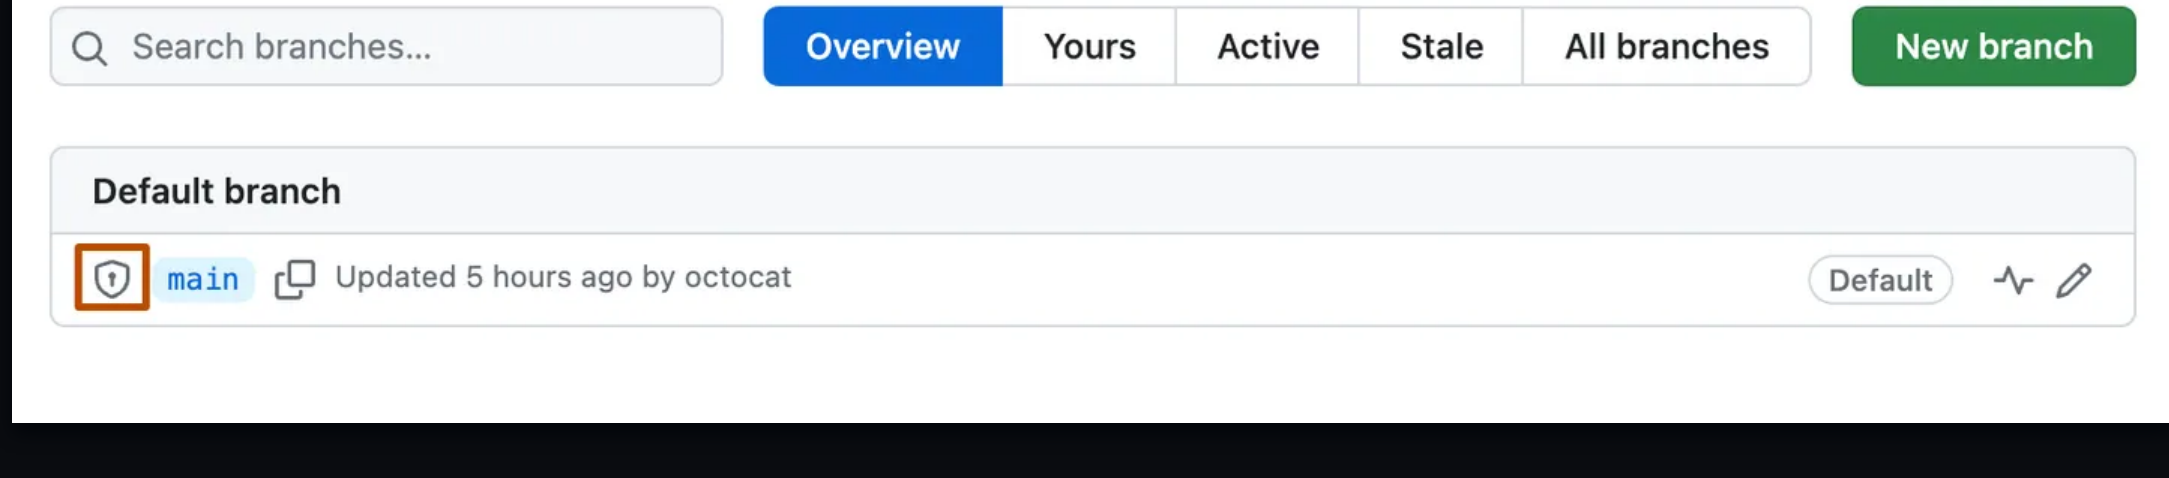 Search branches...
Overview
Yours
Active
Stale
All branches
New branch
Default branch
main
Updated 5 hours ago by octocat
Default